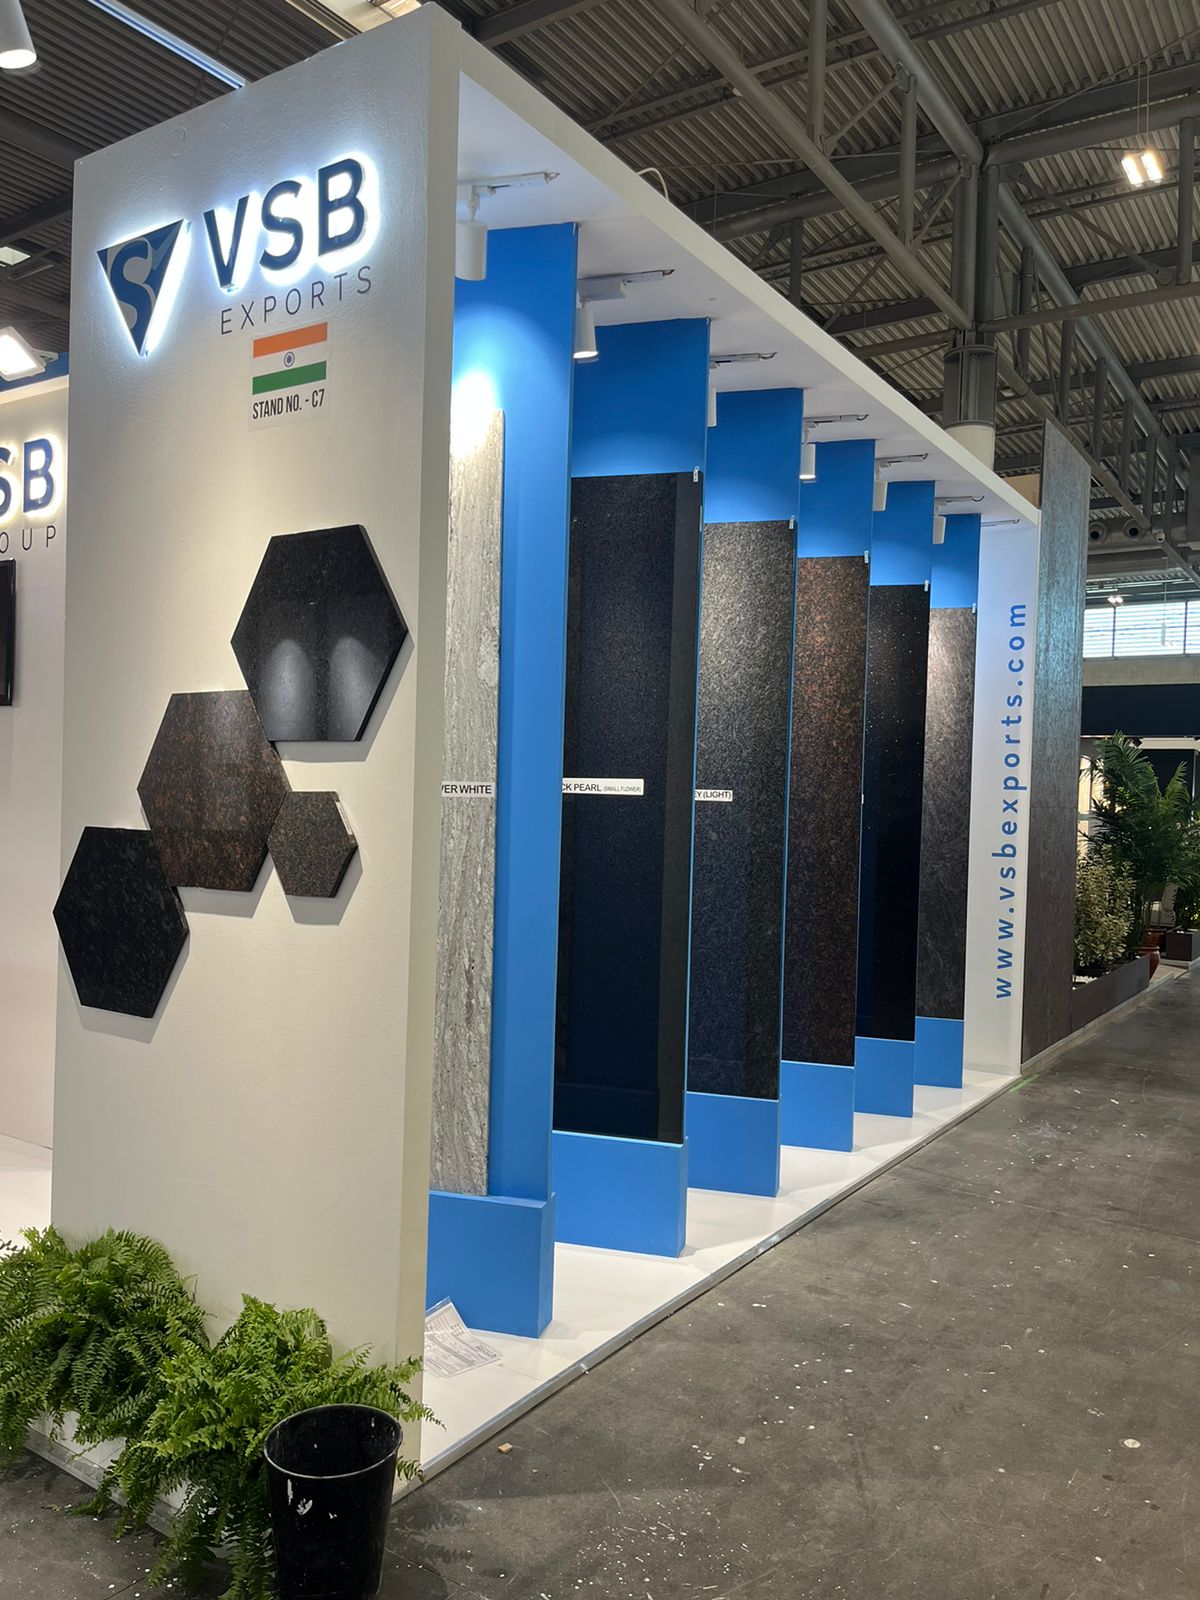 VSB
EXPORTS
STAND NO. - C7
SB
OUP
VER WHITE
CK PEARL (SMALL FLOWER)
EY (LIGHT)
www.vsbexports.com